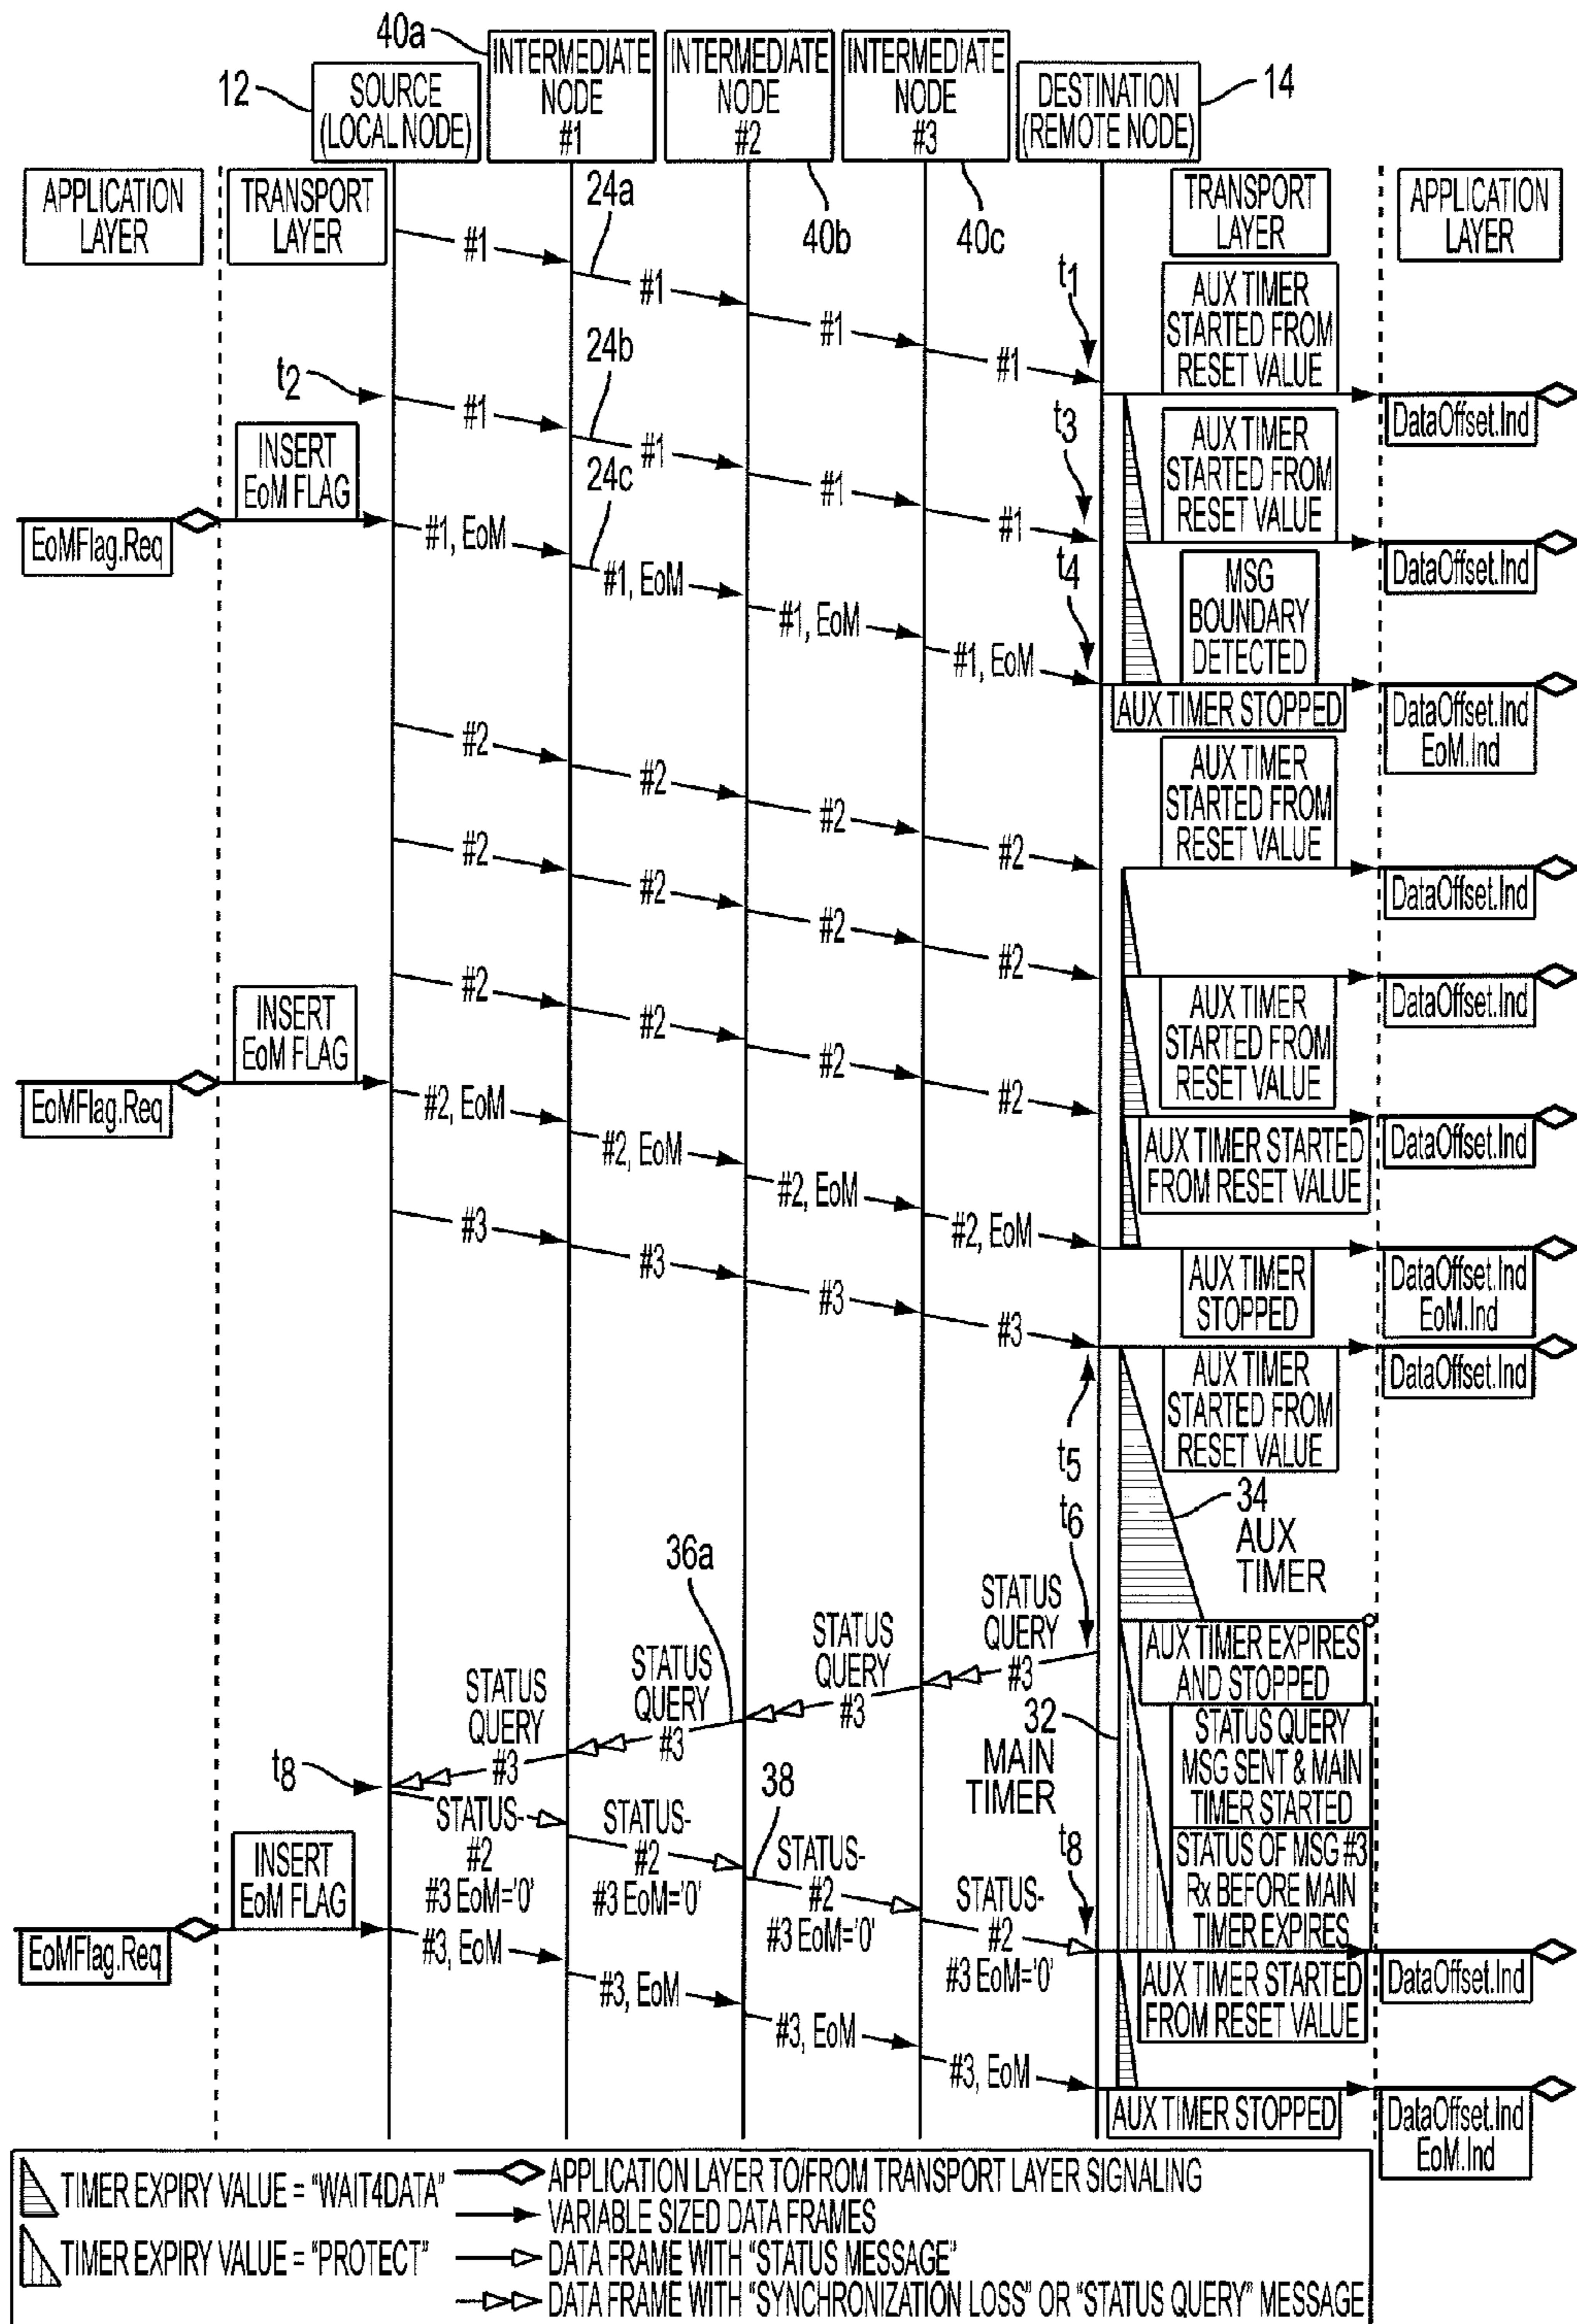 40a
INTERMEDIATE
NODE
#1
INTERMEDIATE
NODE
#2
INTERMEDIATE
NODE
#3
12
SOURCE
(LOCAL NODE)
DESTINATION
(REMOTE NODE)
14
APPLICATION
LAYER
TRANSPORT
LAYER
24a
40b
40c
TRANSPORT
LAYER
APPLICATION
LAYER
#1
#1
#1
#1
t1
AUX TIMER
STARTED FROM
RESET VALUE
DataOffset.Ind
t2
24b
#1
#1
#1
#1
t3
AUX TIMER
STARTED FROM
RESET VALUE
DataOffset.Ind
INSERT
EoM FLAG
EoMFlag.Req
24c
#1, EoM
#1, EoM
#1, EoM
#1, EoM
t4
MSG
BOUNDARY
DETECTED
AUX TIMER STOPPED
DataOffset.Ind
EoM.Ind
#2
#2
#2
#2
AUX TIMER
STARTED FROM
RESET VALUE
DataOffset.Ind
#2
#2
#2
#2
DataOffset.Ind
#2
#2
#2
#2
AUX TIMER
STARTED FROM
RESET VALUE
DataOffset.Ind
INSERT
EoM FLAG
EoMFlag.Req
#2, EoM
#2, EoM
#2, EoM
#2, EoM
AUX TIMER STARTED
FROM RESET VALUE
AUX TIMER
STOPPED
DataOffset.Ind
EoM.Ind
#3
#3
#3
#3
DataOffset.Ind
t5
AUX TIMER
STARTED FROM
RESET VALUE
34
AUX
TIMER
t6
36a
STATUS
QUERY
#3
STATUS
QUERY
#3
STATUS
QUERY
#3
STATUS
QUERY
#3
AUX TIMER EXPIRES
AND STOPPED
32
MAIN
TIMER
STATUS QUERY
MSG SENT & MAIN
TIMER STARTED
STATUS OF MSG #3
Rx BEFORE MAIN
TIMER EXPIRES
t8
38
STATUS-
#2
#3 EoM='0'
STATUS-
#2
#3 EoM='0'
STATUS-
#2
#3 EoM='0'
STATUS-
#2
#3 EoM='0'
t8
DataOffset.Ind
INSERT
EoM FLAG
EoMFlag.Req
#3, EoM
#3, EoM
#3, EoM
#3, EoM
AUX TIMER STARTED
FROM RESET VALUE
AUX TIMER STOPPED
DataOffset.Ind
EoM.Ind
TIMER EXPIRY VALUE = "WAIT4DATA"
TIMER EXPIRY VALUE = "PROTECT"
APPLICATION LAYER TO/FROM TRANSPORT LAYER SIGNALING
VARIABLE SIZED DATA FRAMES
DATA FRAME WITH "STATUS MESSAGE"
DATA FRAME WITH "SYNCHRONIZATION LOSS" OR "STATUS QUERY" MESSAGE